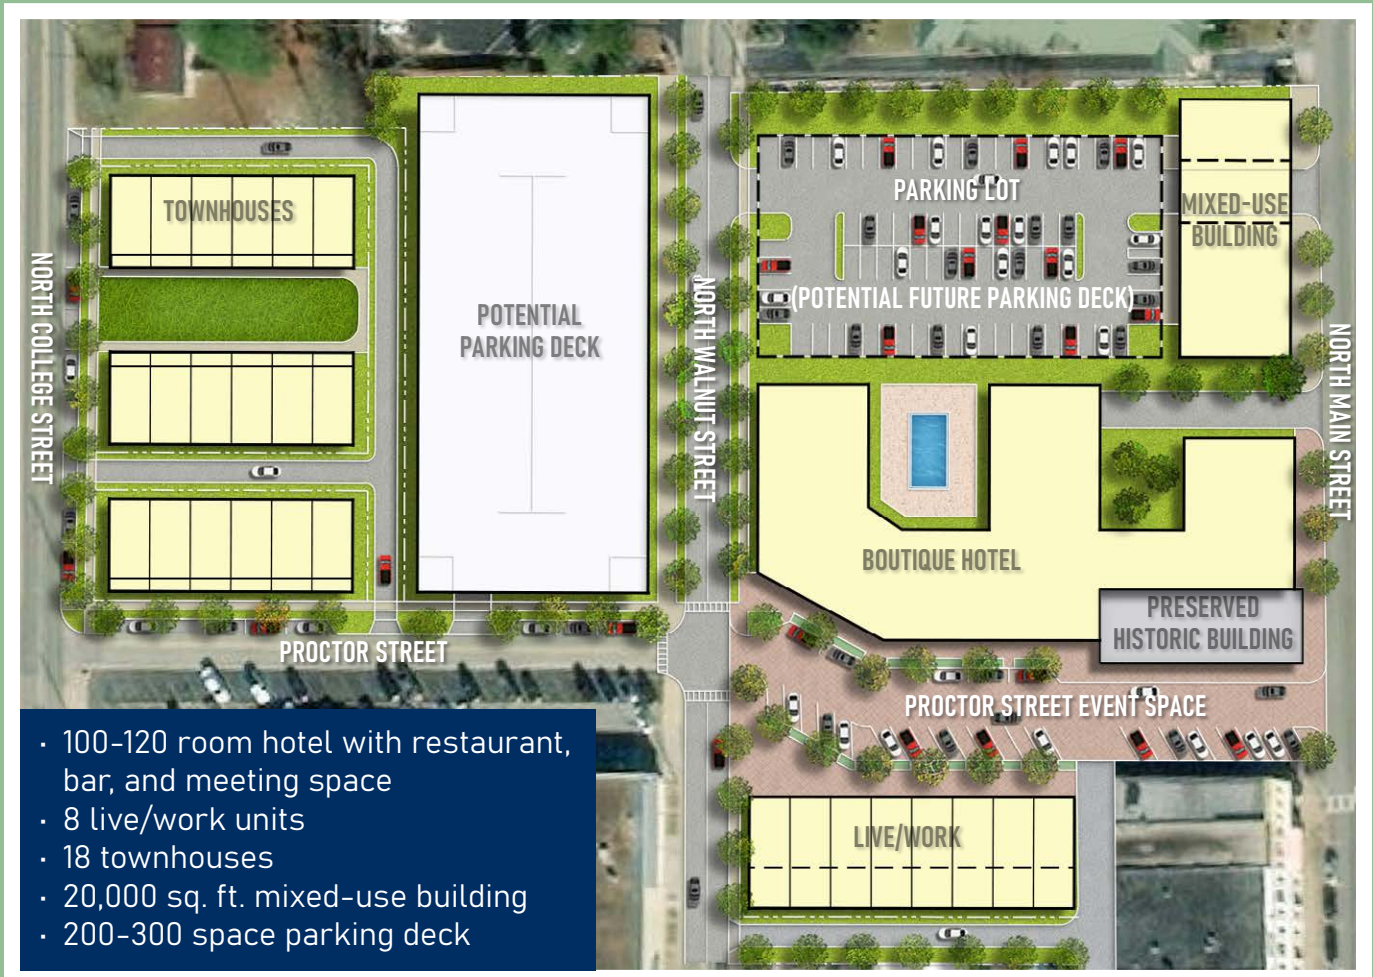 TOWNHOUSES
NORTH COLLEGE STREET
POTENTIAL
PARKING DECK
NORTH WALNUT STREET
PARKING LOT
(POTENTIAL FUTURE PARKING DECK)
MIXED-USE
BUILDING
NORTH MAIN STREET
BOUTIQUE HOTEL
PRESERVED
HISTORIC BUILDING
PROCTOR STREET
PROCTOR STREET EVENT SPACE
LIVE/WORK
· 100-120 room hotel with restaurant,
bar, and meeting space
· 8 live/work units
· 18 townhouses
· 20,000 sq. ft. mixed-use building
· 200-300 space parking deck